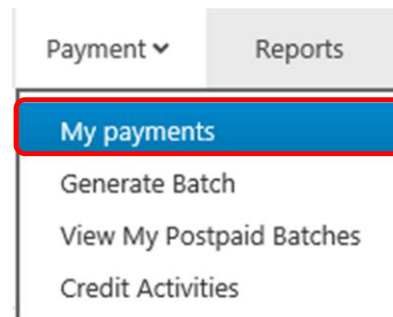 Payment Reports
My payments
Generate Batch
View My Postpaid Batches
Credit Activities